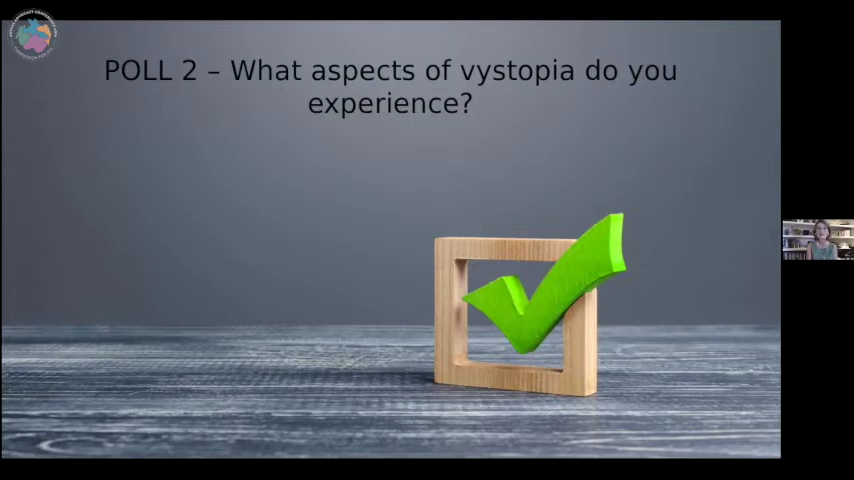 POLL 2 – What aspects of vystopia do you
experience?